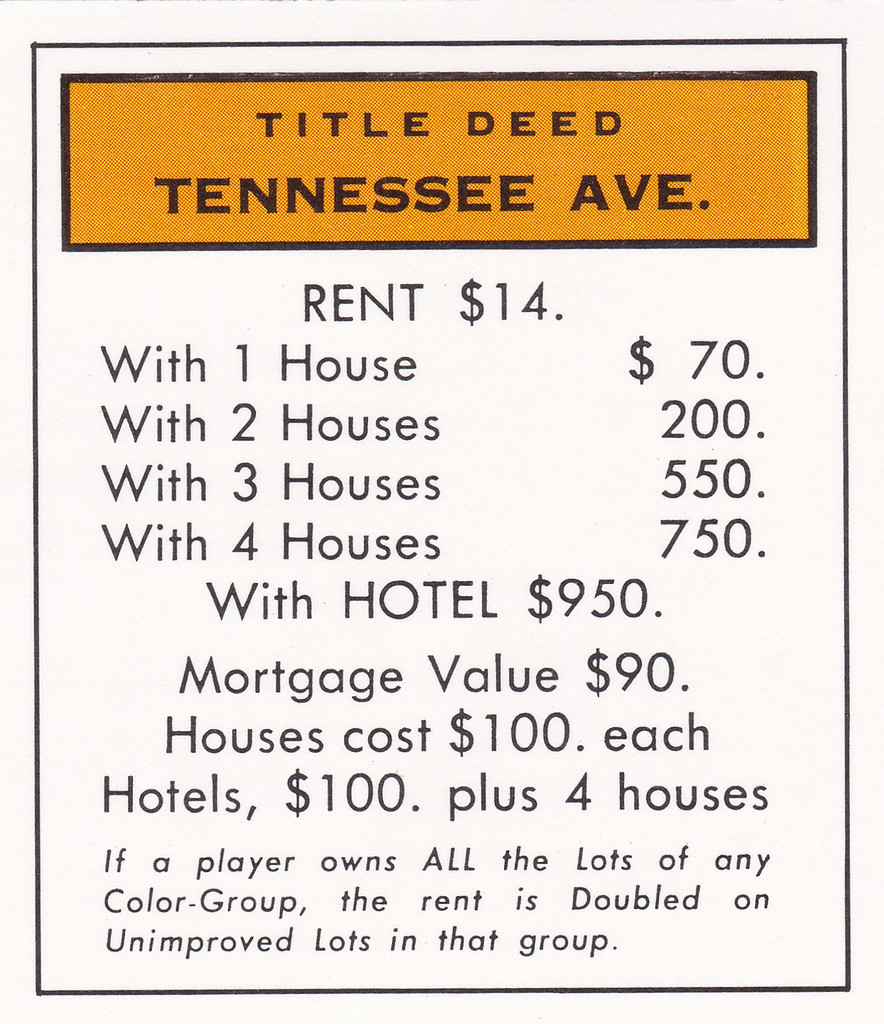 TITLE DEED
TENNESSEE AVE.
RENT $14.
With 1 House $ 70.
With 2 Houses 200.
With 3 Houses 550.
With 4 Houses 750.
With HOTEL $950.
Mortgage Value $90.
Houses cost $100. each
Hotels, $100. plus 4 houses
If a player owns ALL the Lots of any
Color-Group, the rent is Doubled on
Unimproved Lots in that group.